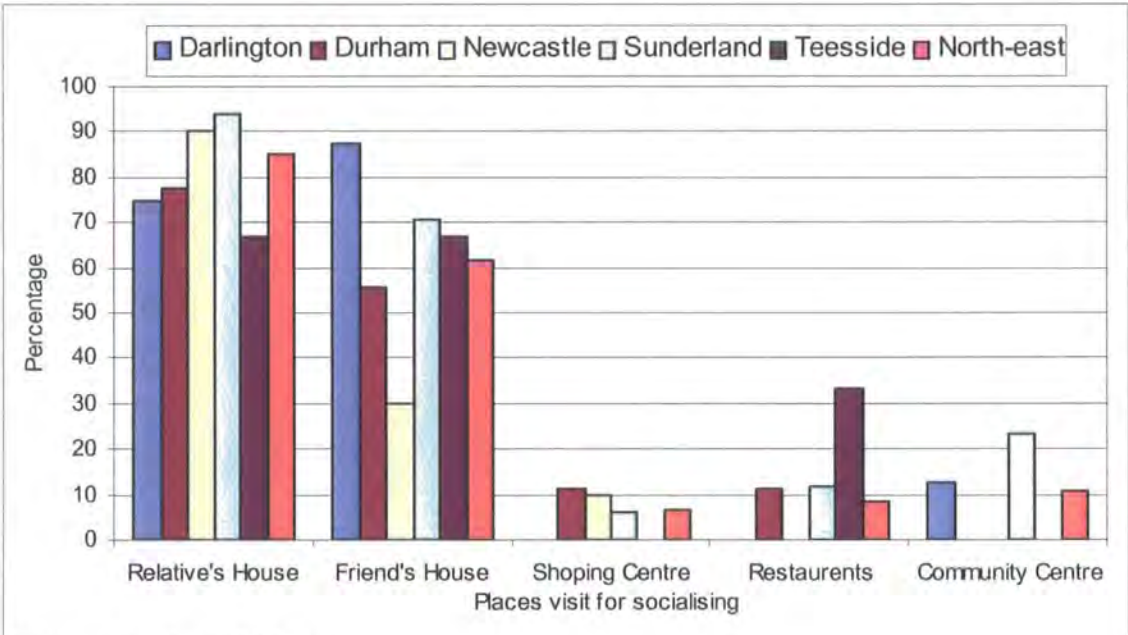 Darlington Durham Newcastle Sunderland Teesside North-east
100
90
80
70
60
50
40
30
20
10
0
Percentage
Relative's House Friend's House Shoping Centre Restaurents Community Centre
Places visit for socialising